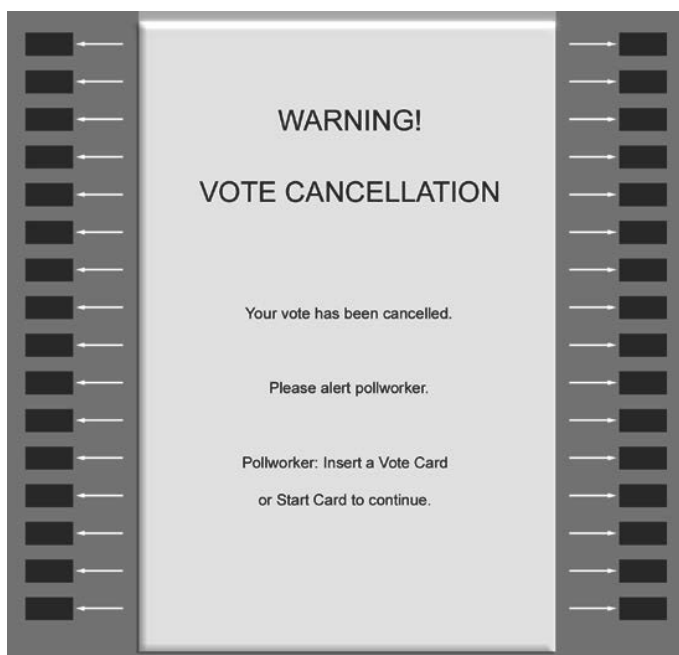 WARNING!
VOTE CANCELLATION
Your vote has been cancelled.
Please alert pollworker.
Pollworker: Insert a Vote Card
or Start Card to continue.